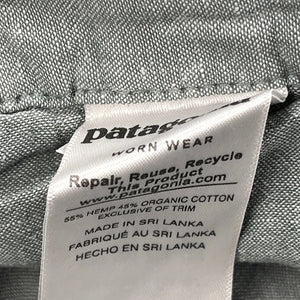 patagonia
WORN WEAR
Repair, Reuse, Recycle
This Product
www.patagonia.com
55% HEMP 45% ORGANIC COTTON
EXCLUSIVE OF TRIM
MADE IN SRI LANKA
FABRIQUÉ AU SRI LANKA
HECHO EN SRI LANKA